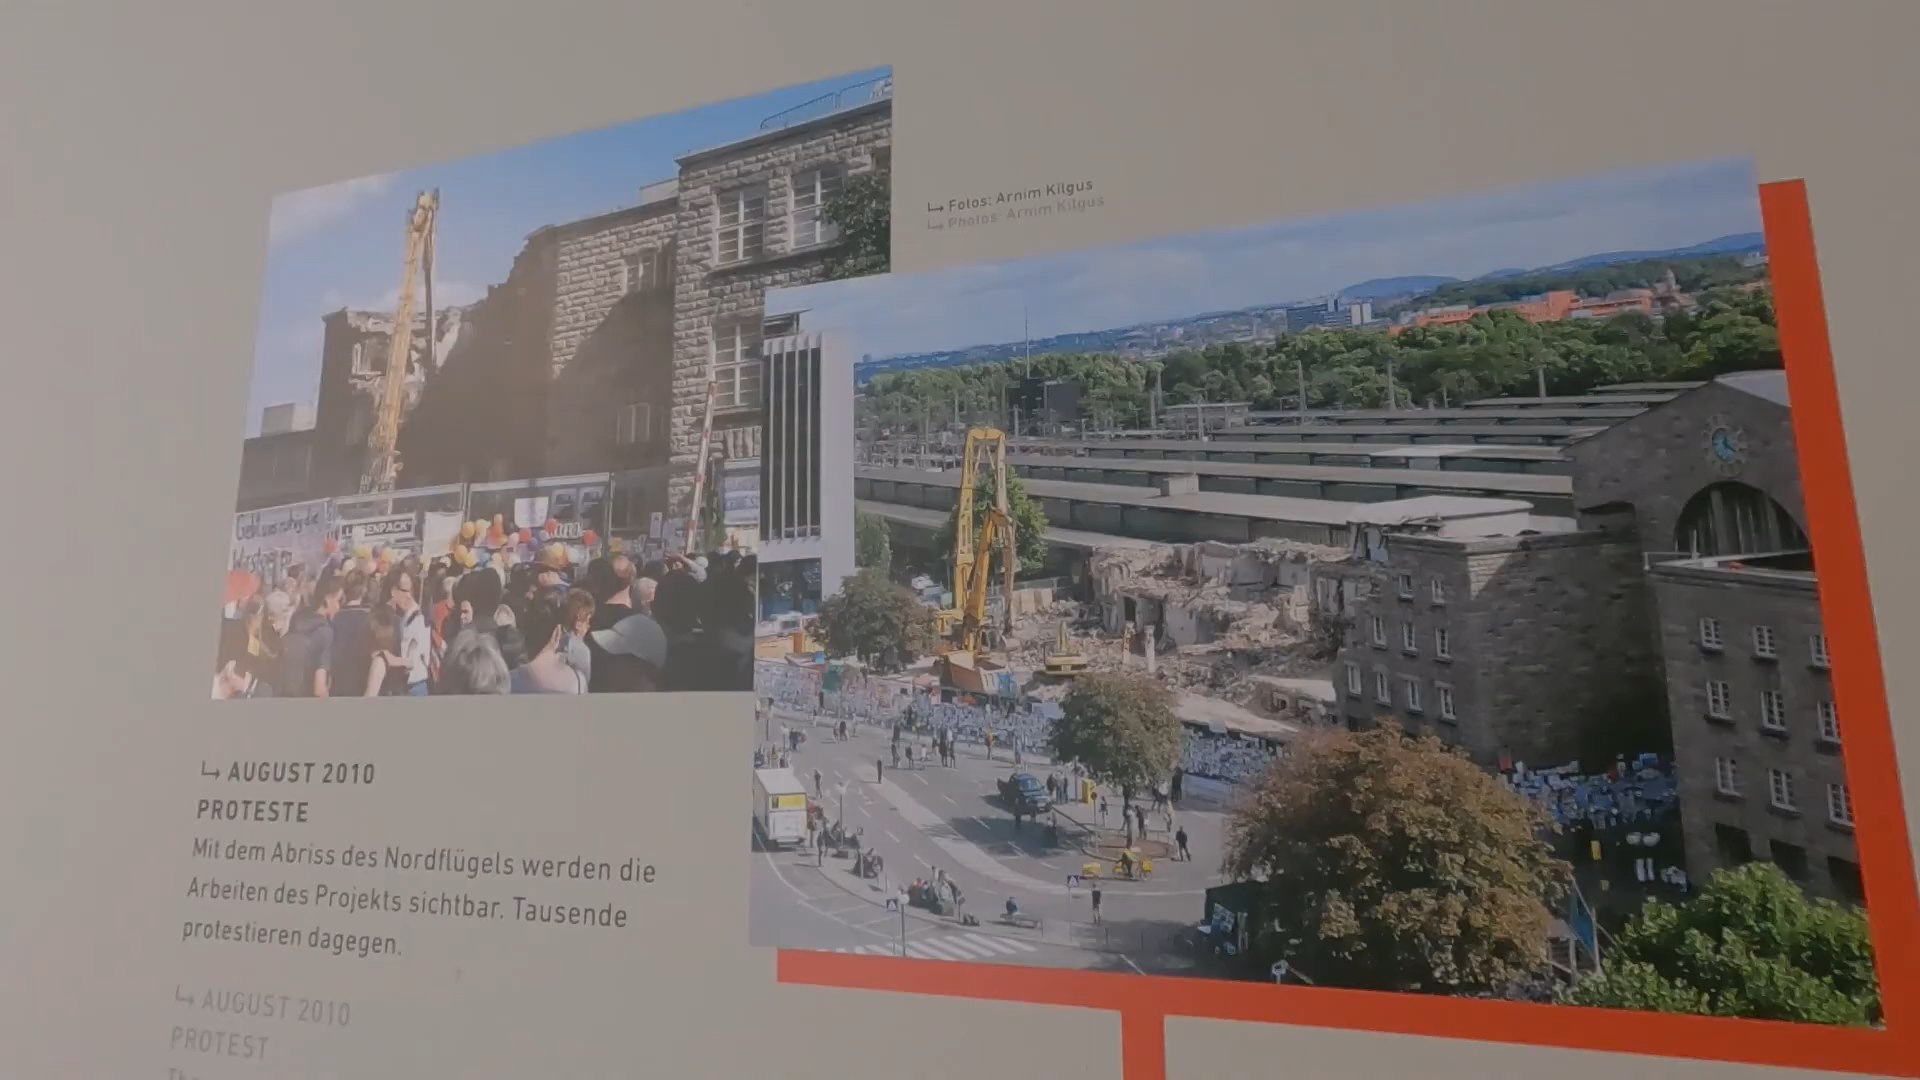 ↳ Fotos: Arnim Kilgus
↳ Photos: Arnim Kilgus
LÜGENPACK
↳ AUGUST 2010
PROTESTE
Mit dem Abriss des Nordflügels werden die
Arbeiten des Projekts sichtbar. Tausende
protestieren dagegen.
↳ AUGUST 2010
PROTEST